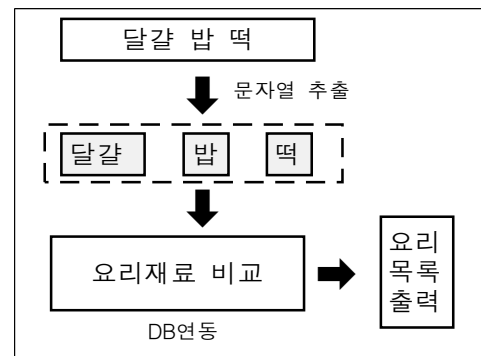 달걀 밥 떡
문자열 추출
달걀 밥 떡
요리재료 비교
요리
목록
출력
DB연동